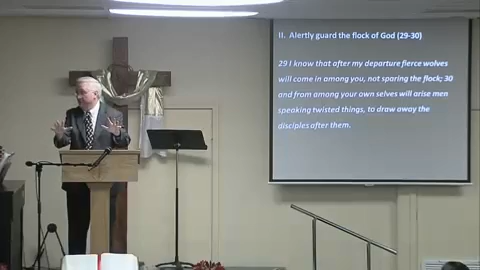 II. Alertly guard the flock of God (29-30)
29 I know that after my departure fierce wolves
will come in among you, not sparing the flock; 30
and from among your own selves will arise men
speaking twisted things, to draw away the
disciples after them.